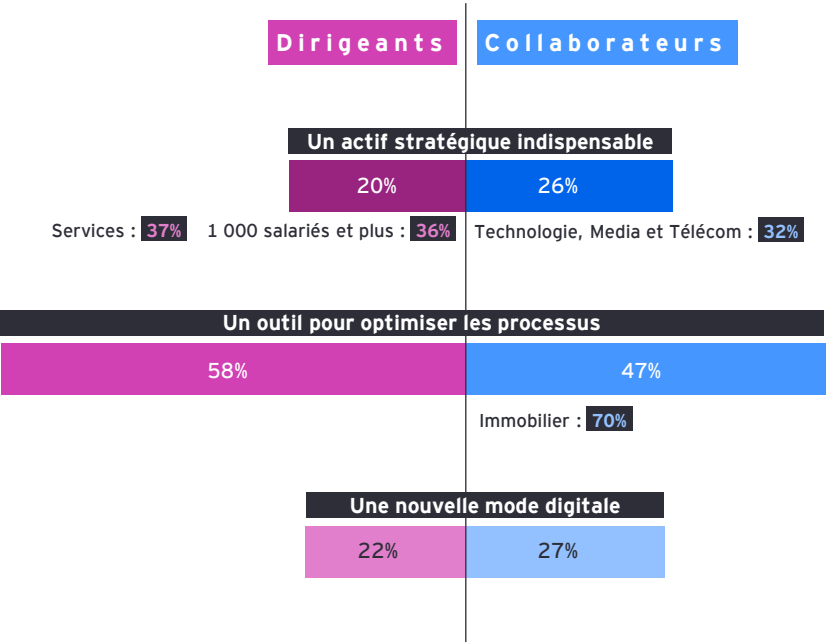 Dirigeants Collaborateurs
Un actif stratégique indispensable
20% 26%
Services : 37% 1 000 salariés et plus : 36% Technologie, Media et Télécom : 32%
Un outil pour optimiser les processus
58% 47%
Immobilier : 70%
Une nouvelle mode digitale
22% 27%